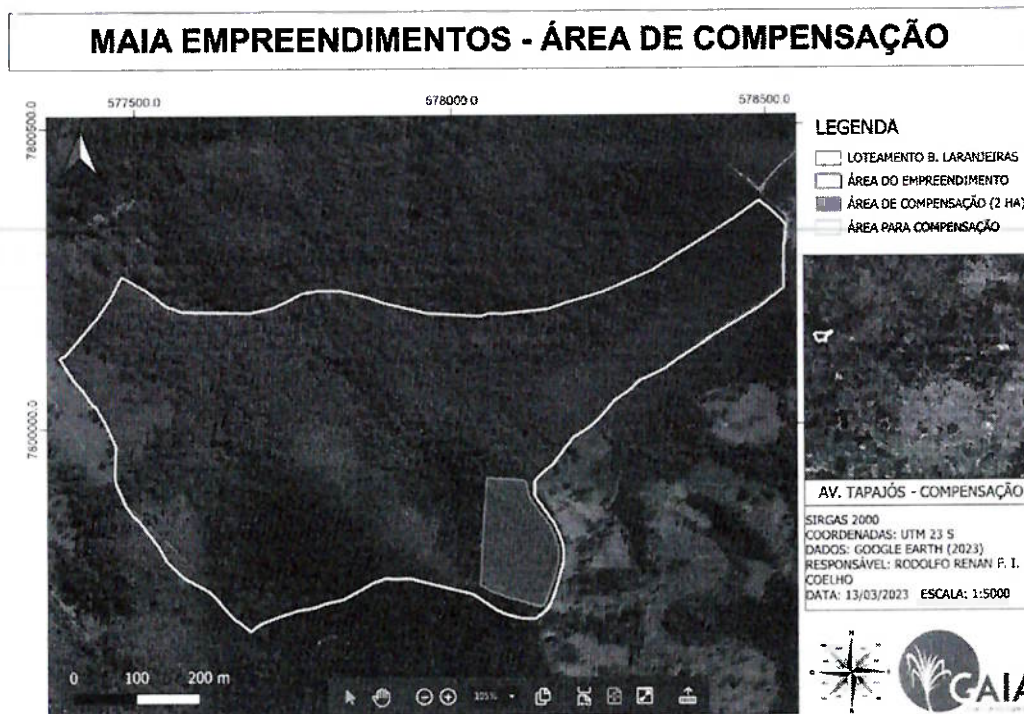 MAIA EMPREENDIMENTOS - ÁREA DE COMPENSAÇÃO
577500.0 578000.0 578500.0
7800500.0
7800000.0
LEGENDA
LOTEAMENTO B. LARANJEIRAS
ÁREA DO EMPREENDIMENTO
ÁREA DE COMPENSAÇÃO (2 HA)
ÁREA PARA COMPENSAÇÃO
AV. TAPAJÓS - COMPENSAÇÃO
SIRGAS 2000
COORDENADAS: UTM 23 S
DADOS: GOOGLE EARTH (2023)
RESPONSÁVEL: RODOLFO RENAN F. I.
COELHO
DATA: 13/03/2023 ESCALA: 1:5000
0 100 200 m
105%
N
GAIA